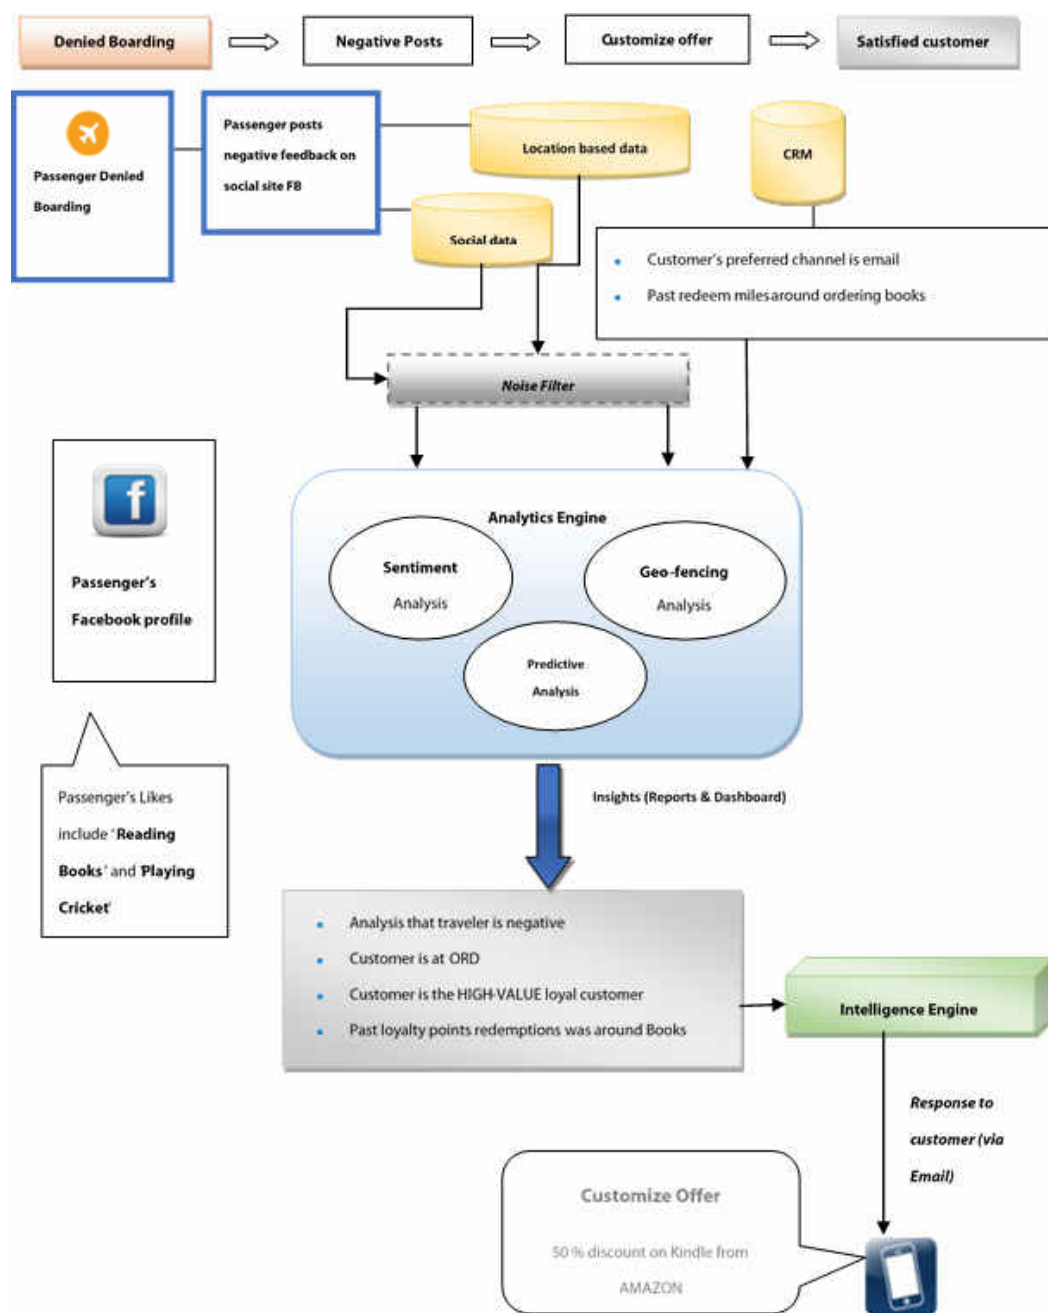 Denied Boarding
Negative Posts
Customize offer
Satisfied customer
Passenger Denied
Boarding
Passenger posts
negative feedback on
social site FB
Location based data
Social data
CRM
Customer's preferred channel is email
Past redeem miles around ordering books
Noise Filter
f
Passenger's
Facebook profile
Analytics Engine
Sentiment
Analysis
Geo-fencing
Analysis
Predictive
Analysis
Passenger's Likes
include 'Reading
Books' and 'Playing
Cricket'
Insights (Reports & Dashboard)
Analysis that traveler is negative
Customer is at ORD
Customer is the HIGH-VALUE loyal customer
Past loyalty points redemptions was around Books
Intelligence Engine
Response to
customer (via
Email)
Customize Offer
50 % discount on Kindle from
AMAZON